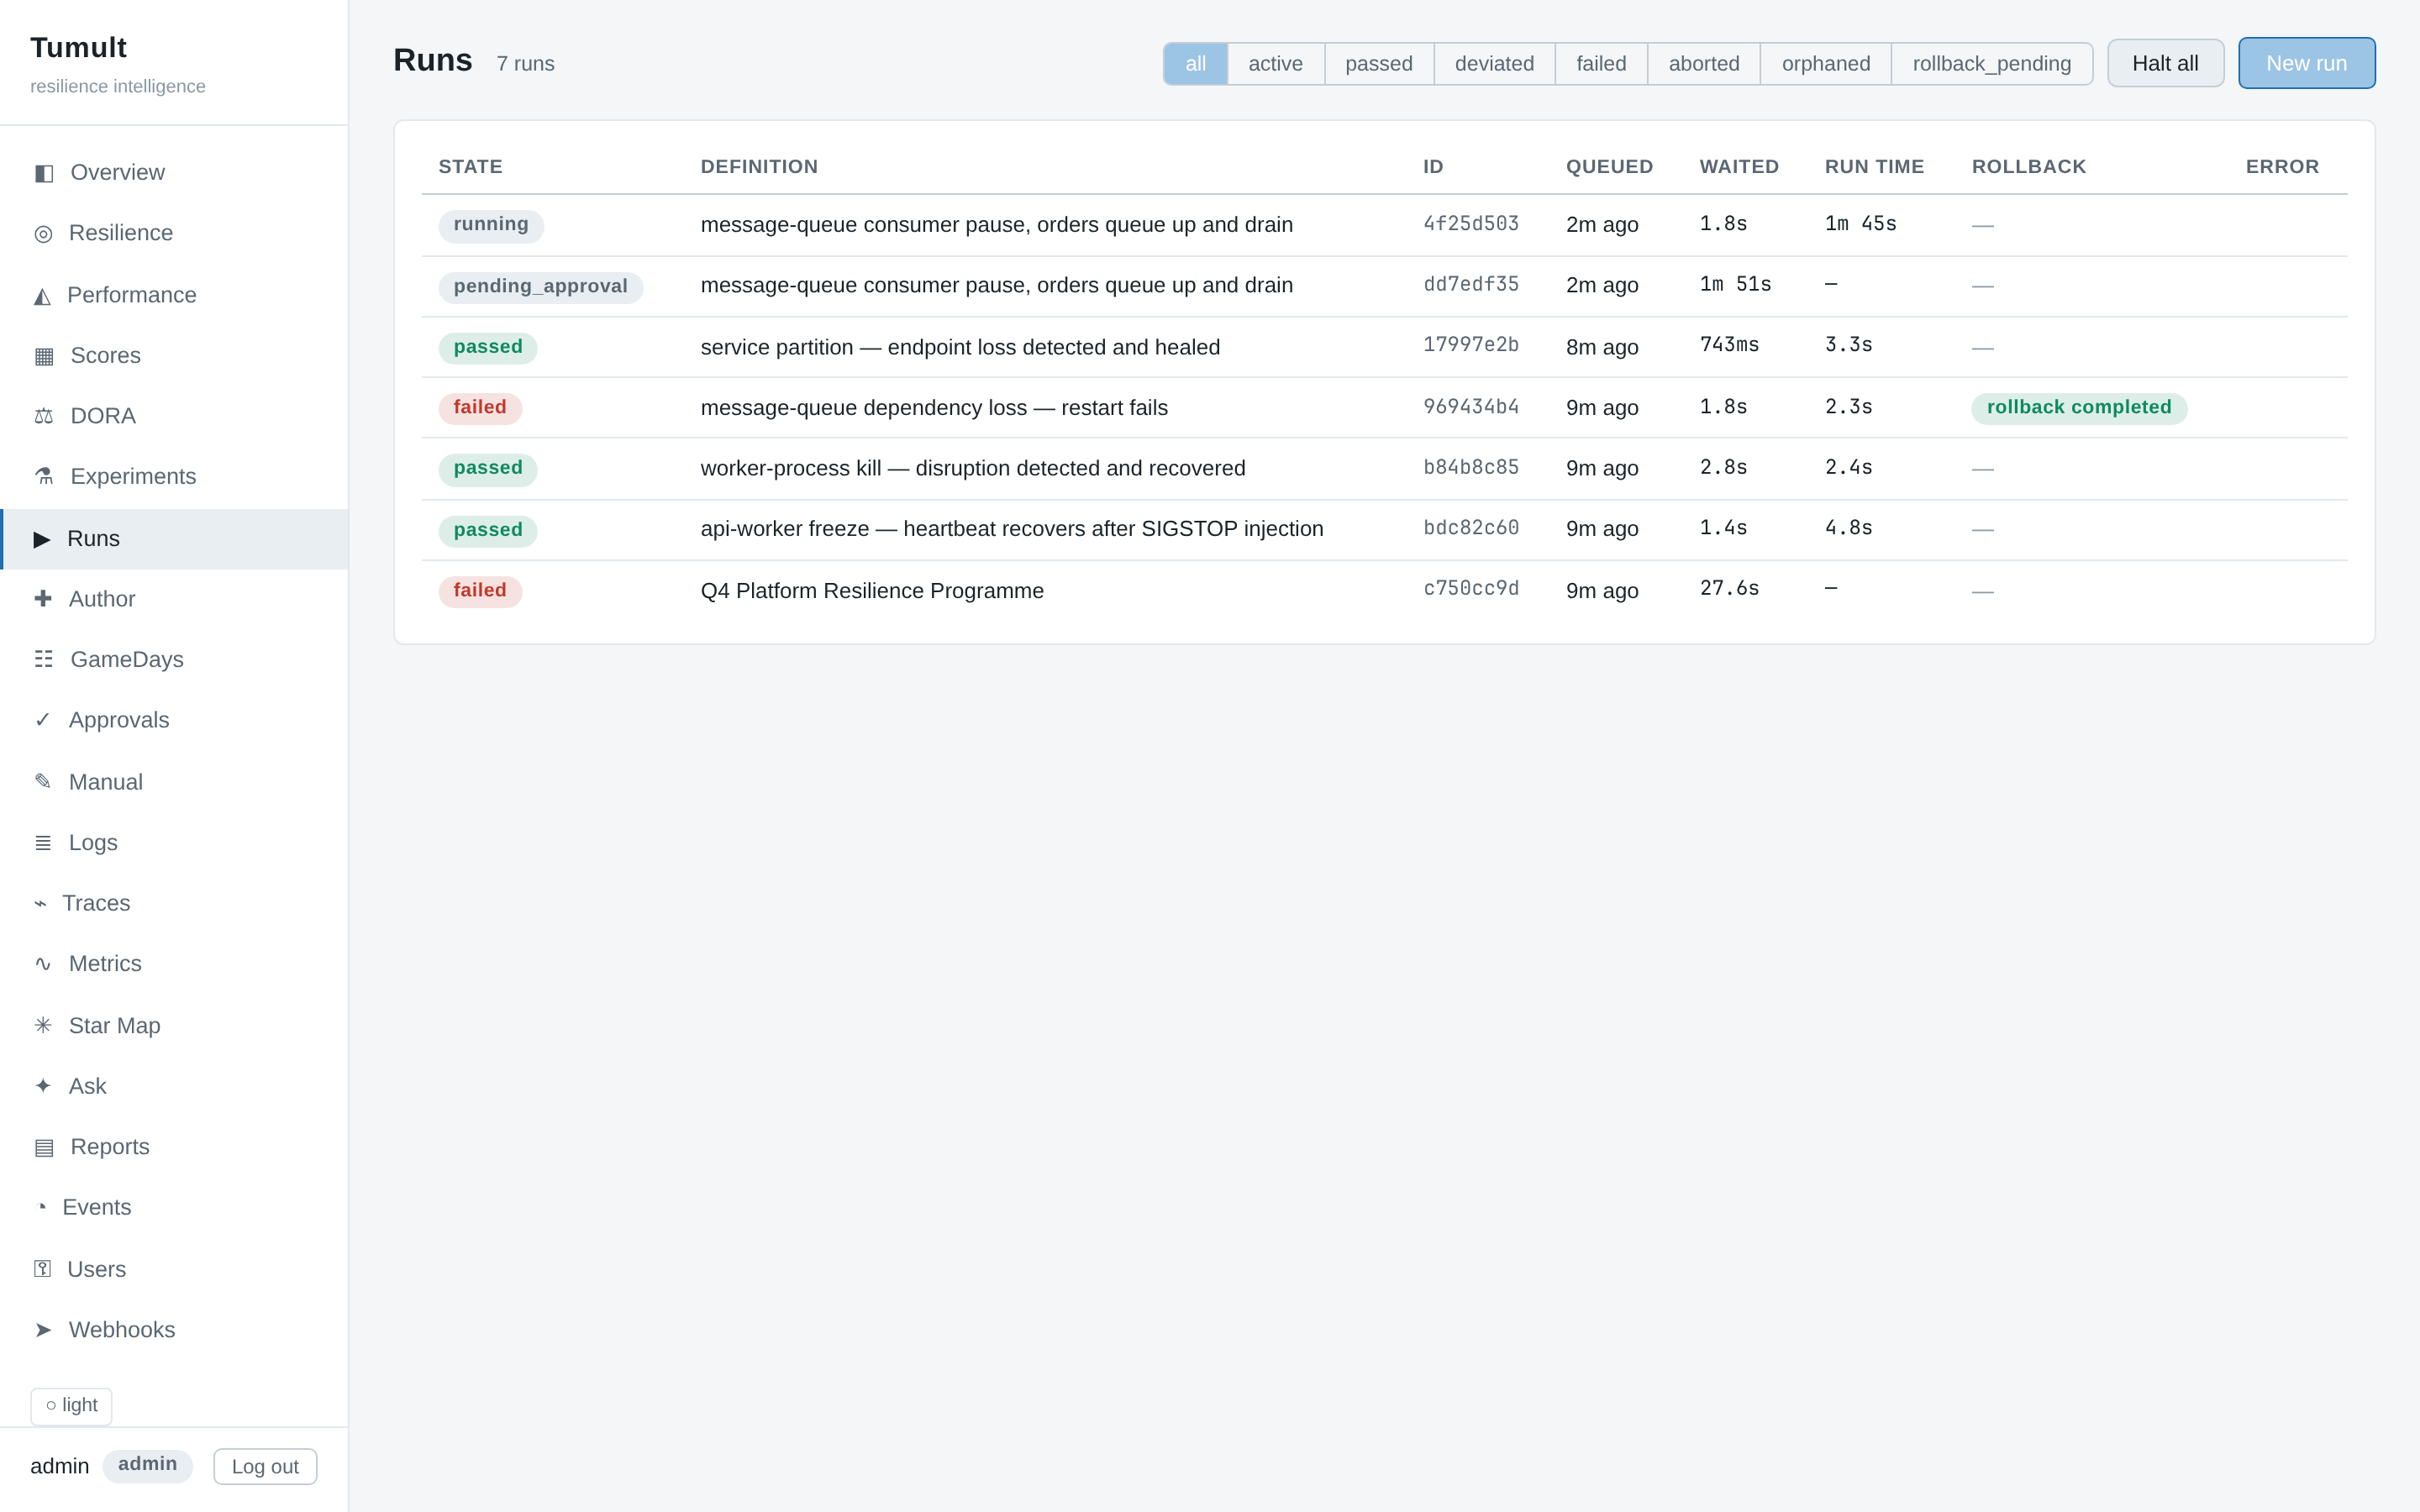 Tumult
resilience intelligence
Overview
Resilience
Performance
Scores
DORA
Experiments
Runs
Author
GameDays
Approvals
Manual
Logs
Traces
Metrics
Star Map
Ask
Reports
Events
Users
Webhooks
light
admin admin Log out
Runs 7 runs
all active passed deviated failed aborted orphaned rollback_pending Halt all New run
STATE DEFINITION ID QUEUED WAITED RUN TIME ROLLBACK ERROR
running message-queue consumer pause, orders queue up and drain 4f25d503 2m ago 1.8s 1m 45s —
pending_approval message-queue consumer pause, orders queue up and drain dd7edf35 2m ago 1m 51s — —
passed service partition — endpoint loss detected and healed 17997e2b 8m ago 743ms 3.3s —
failed message-queue dependency loss — restart fails 969434b4 9m ago 1.8s 2.3s rollback completed
passed worker-process kill — disruption detected and recovered b84b8c85 9m ago 2.8s 2.4s —
passed api-worker freeze — heartbeat recovers after SIGSTOP injection bdc82c60 9m ago 1.4s 4.8s —
failed Q4 Platform Resilience Programme c750cc9d 9m ago 27.6s — —